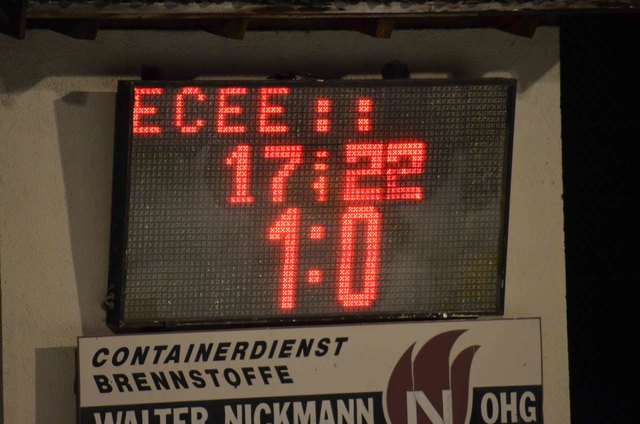 ECEE::
17:22
1:0
CONTAINERDIENST
BRENNSTOFFE
WALTER NICKMANN N OHG